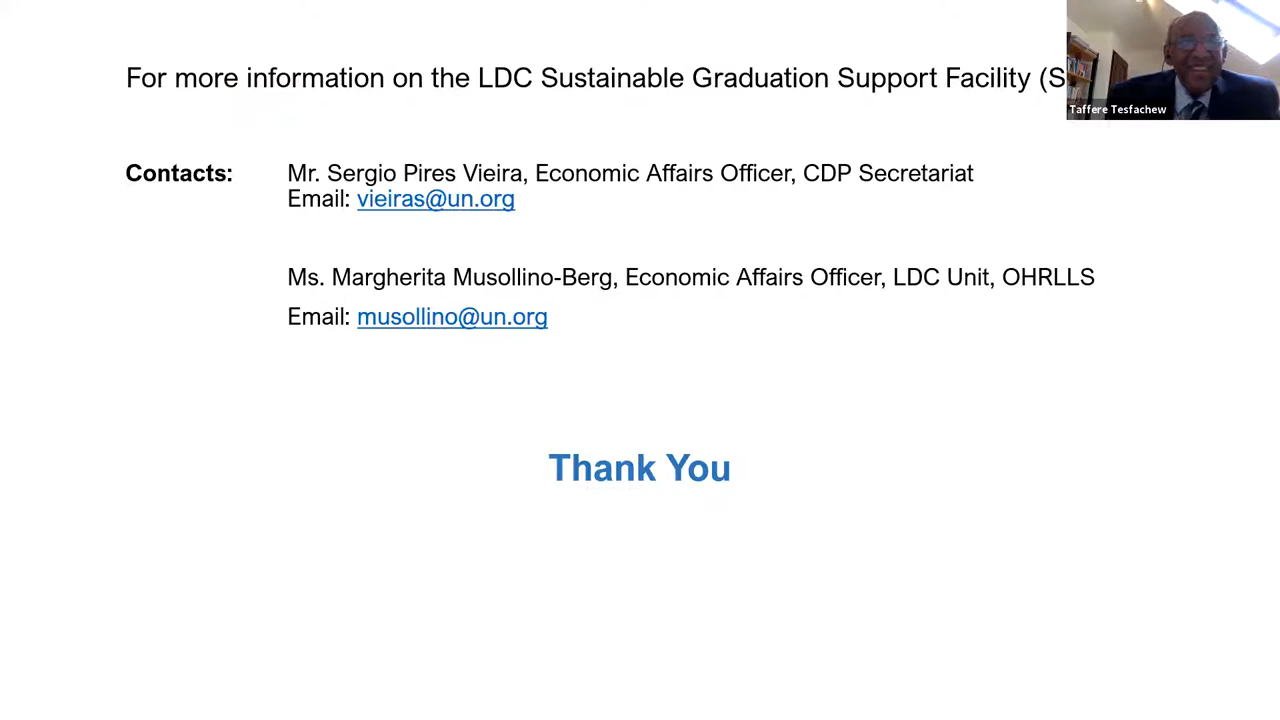 For more information on the LDC Sustainable Graduation Support Facility (S
Taffere Tesfachew
Contacts: Mr. Sergio Pires Vieira, Economic Affairs Officer, CDP Secretariat
Email: vieiras@un.org
Ms. Margherita Musollino-Berg, Economic Affairs Officer, LDC Unit, OHRLLS
Email: musollino@un.org
Thank You